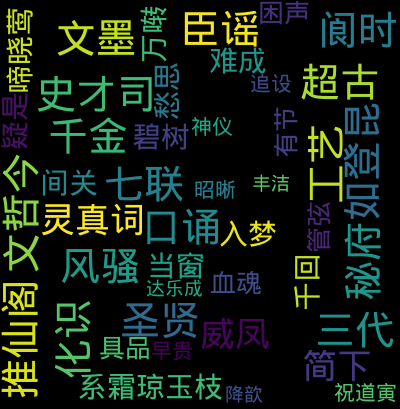 困声
啼晓莺
文墨
万啭
臣谣
阌时
难成
愁思
追设
超古
史才司
疑是
千金
碧树
神仪
有节
如登昆
工艺
文哲今
间关
七联
昭晰
丰洁
灵真词
口诵
入梦
管弦
秘府
风骚
当窗
千回
达乐成
血魂
推仙阁
化识
圣贤
威凤
三代
具品
早贵
简下
系霜琼玉枝
降歆
祝道寅